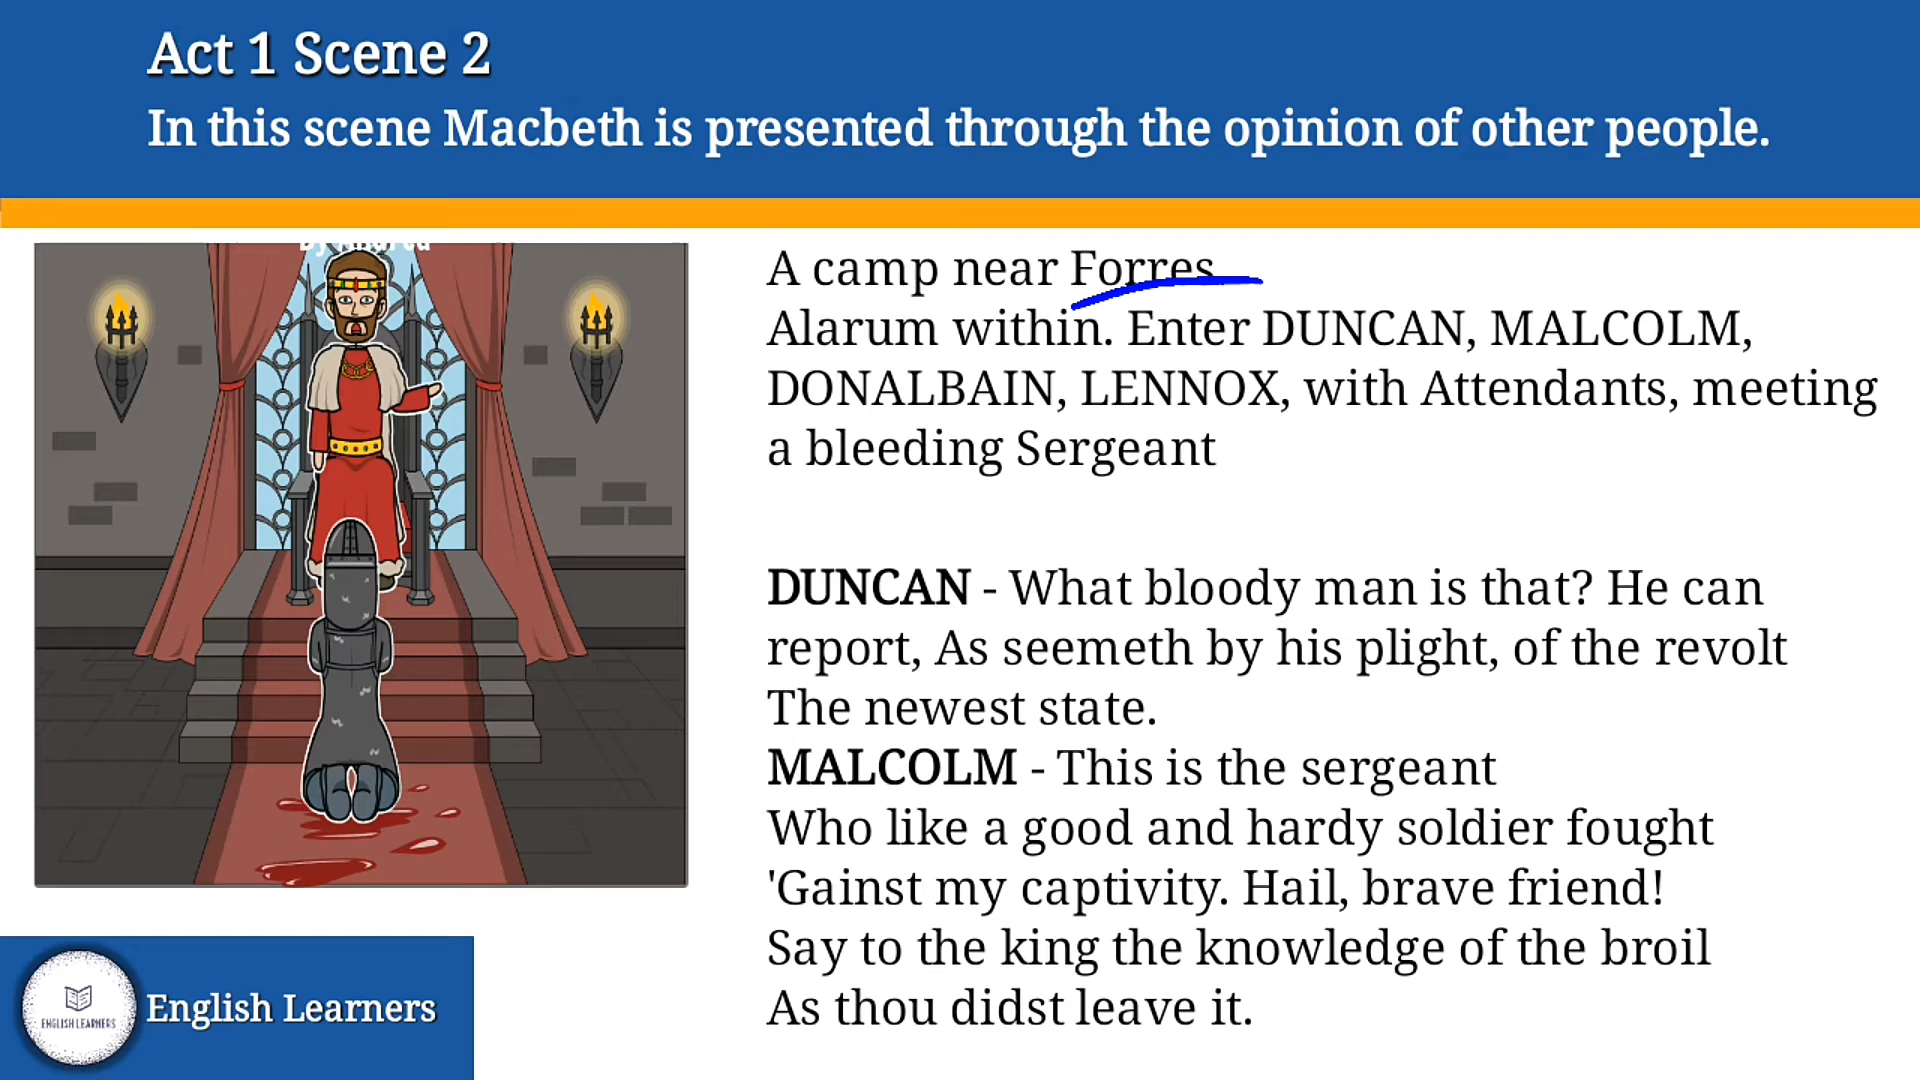 Act 1 Scene 2
In this scene Macbeth is presented through the opinion of other people.
A camp near Forres
Alarum within. Enter DUNCAN, MALCOLM,
DONALBAIN, LENNOX, with Attendants, meeting
a bleeding Sergeant
DUNCAN - What bloody man is that? He can
report, As seemeth by his plight, of the revolt
The newest state.
MALCOLM - This is the sergeant
Who like a good and hardy soldier fought
'Gainst my captivity. Hail, brave friend!
Say to the king the knowledge of the broil
As thou didst leave it.
ENGLISH LEARNERS
English Learners